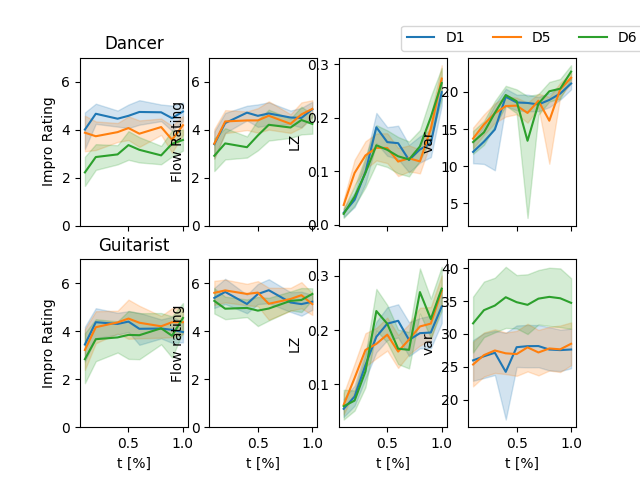 D1 D5 D6
Dancer
Impro Rating
6
4
2
0
Flow Rating
6
4
2
0
LZ
0.3
0.2
0.1
0.0
var
20
15
10
5
Guitarist
Impro Rating
6
4
2
0
0.5 1.0
t [%]
Flow rating
6
4
2
0
0.5 1.0
t [%]
LZ
0.3
0.2
0.1
0.5 1.0
t [%]
var
40
35
30
25
20
0.5 1.0
t [%]